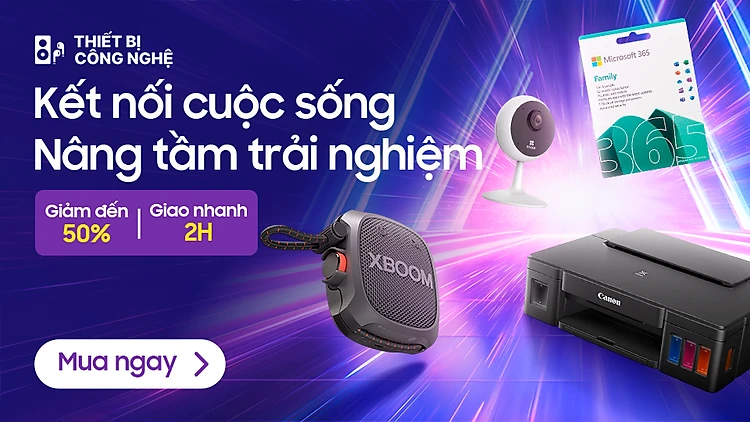 THIẾT BỊ
CÔNG NGHỆ
Kết nối cuộc sống
Nâng tầm trải nghiệm
Giảm đến
50%
Giao nhanh
2H
Mua ngay
XBOOM
Microsoft 365
Family
365
Canon